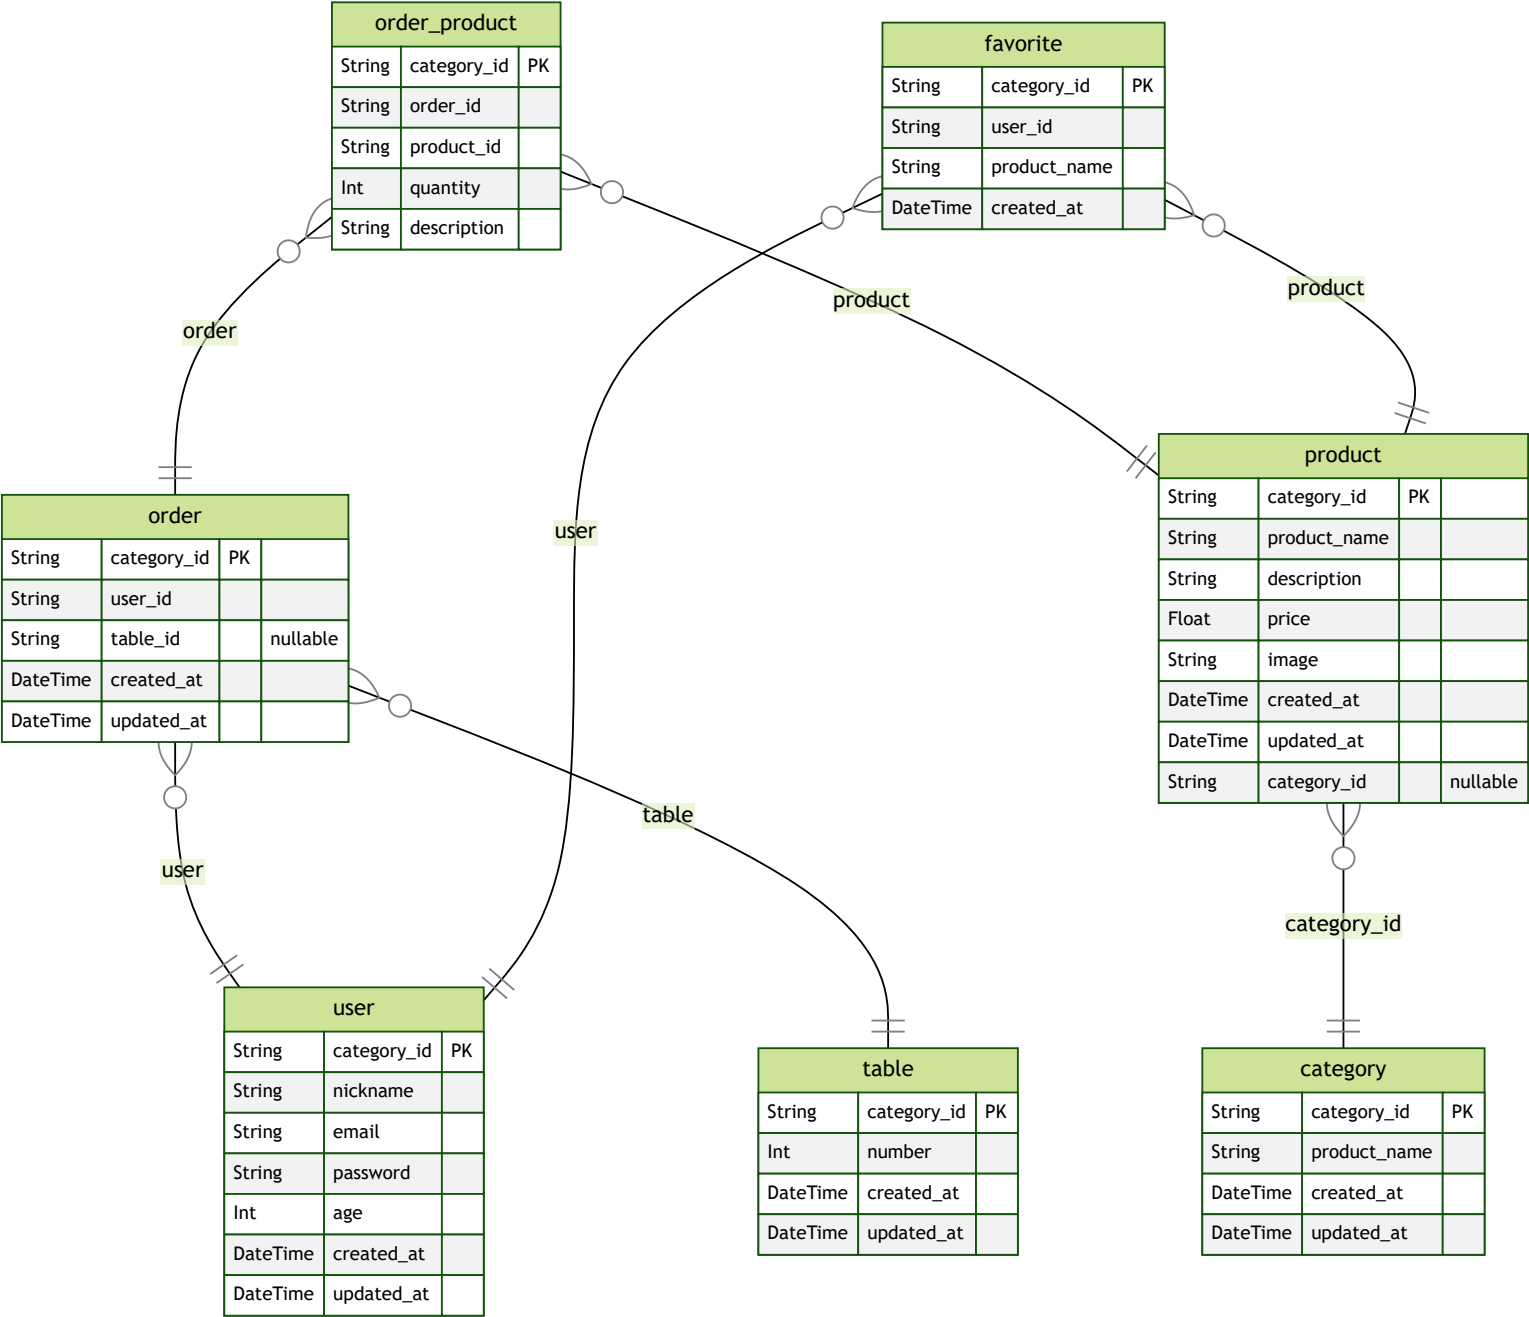 order_product
String category_id PK
String order_id
String product_id
Int quantity
String description
favorite
String category_id PK
String user_id
String product_name
DateTime created_at
product
product
order
user
order
String category_id PK
String user_id
String table_id nullable
DateTime created_at
DateTime updated_at
product
String category_id PK
String product_name
String description
Float price
String image
DateTime created_at
DateTime updated_at
String category_id nullable
table
user
category_id
user
String category_id PK
String nickname
String email
String password
Int age
DateTime created_at
DateTime updated_at
table
String category_id PK
Int number
DateTime created_at
DateTime updated_at
category
String category_id PK
String product_name
DateTime created_at
DateTime updated_at